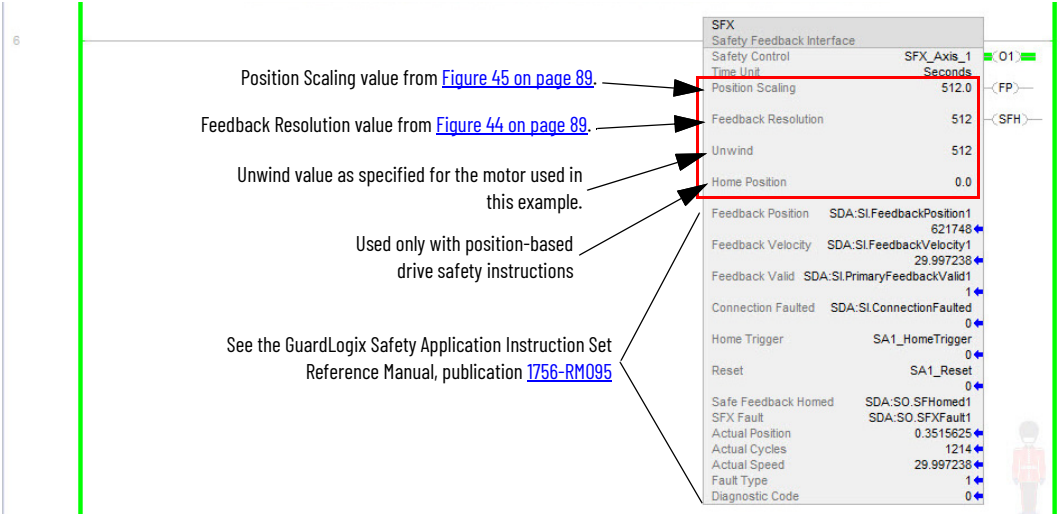 6
SFX
Safety Feedback Interface
Safety Control SFX_Axis_1
Time Unit Seconds
Position Scaling 512.0
Feedback Resolution 512
Unwind 512
Home Position 0.0
Feedback Position SDA:SI.FeedbackPosition1
621748
Feedback Velocity SDA:SI.FeedbackVelocity1
29.997238
Feedback Valid SDA:SI.PrimaryFeedbackValid1
1
Connection Faulted SDA:SI.ConnectionFaulted
0
Home Trigger SA1_HomeTrigger
0
Reset SA1_Reset
0
Safe Feedback Homed SDA:SO.SFHomed1
SFX Fault SDA:SO.SFXFault1
Actual Position 0.3515625
Actual Cycles 1214
Actual Speed 29.997238
Fault Type 1
Diagnostic Code 0
O1
FP
SFH
Position Scaling value from Figure 45 on page 89.
Feedback Resolution value from Figure 44 on page 89.
Unwind value as specified for the motor used in
this example.
Used only with position-based
drive safety instructions
See the GuardLogix Safety Application Instruction Set
Reference Manual, publication 1756-RM095